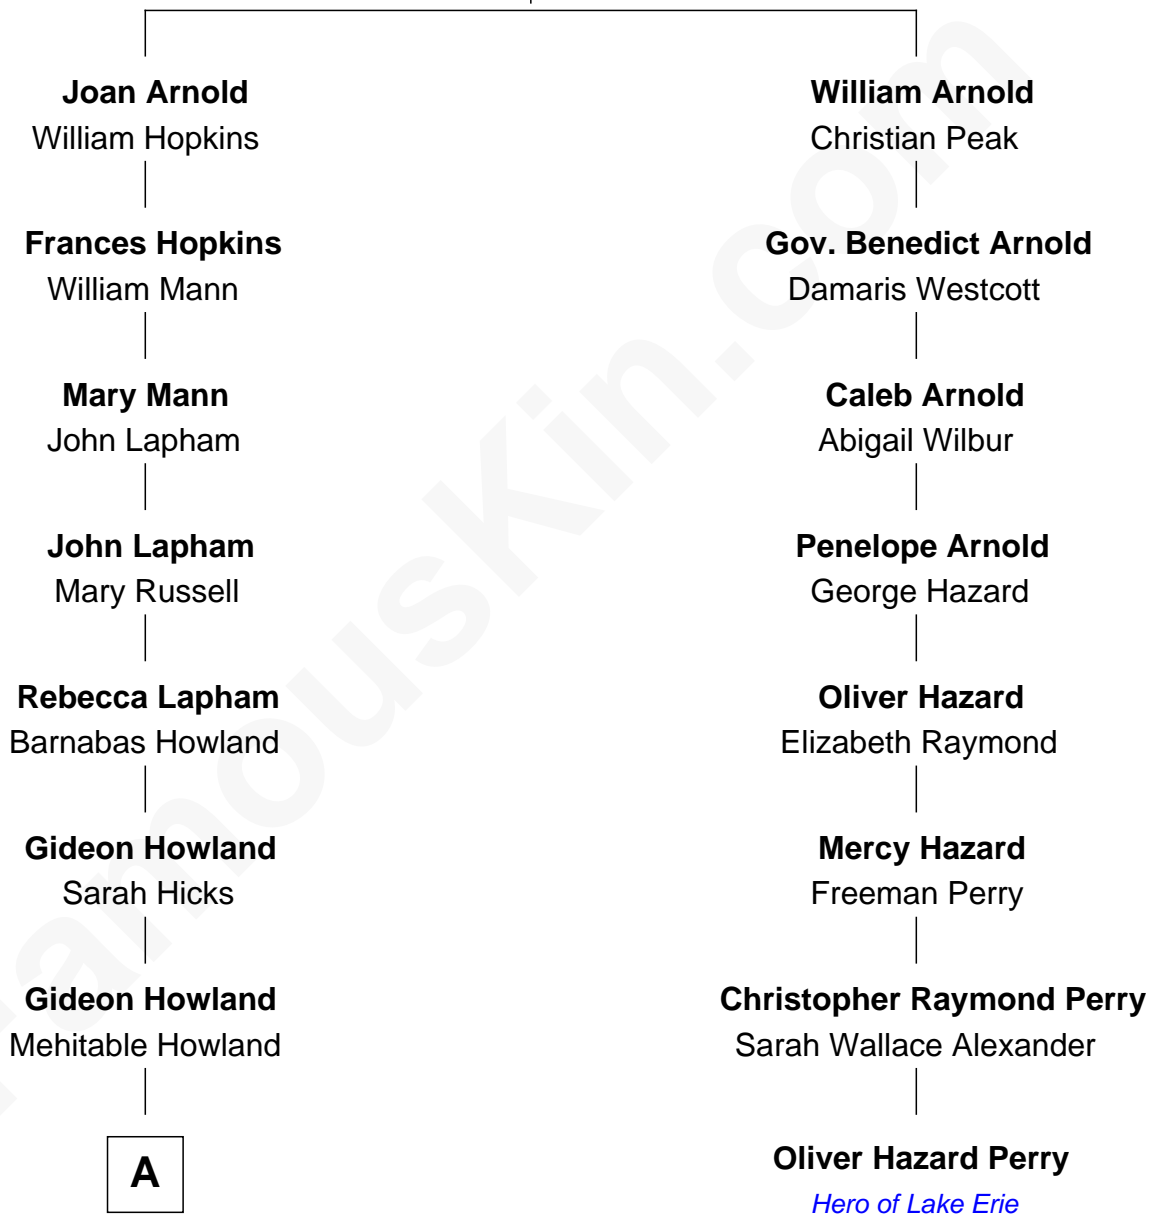 Joan Arnold
William Hopkins
Frances Hopkins
William Mann
Mary Mann
John Lapham
John Lapham
Mary Russell
Rebecca Lapham
Barnabas Howland
Gideon Howland
Sarah Hicks
Gideon Howland
Mehitable Howland
A
William Arnold
Christian Peak
Gov. Benedict Arnold
Damaris Westcott
Caleb Arnold
Abigail Wilbur
Penelope Arnold
George Hazard
Oliver Hazard
Elizabeth Raymond
Mercy Hazard
Freeman Perry
Christopher Raymond Perry
Sarah Wallace Alexander
Oliver Hazard Perry
Hero of Lake Erie
FamousKin.com